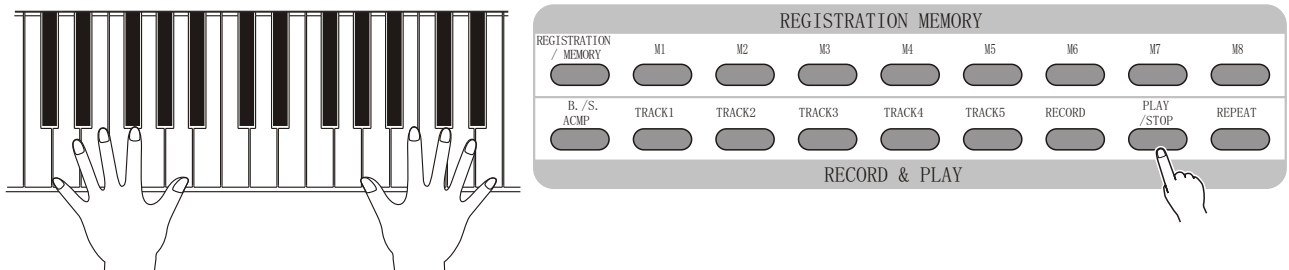 REGISTRATION MEMORY
REGISTRATION
/ MEMORY
M1 M2 M3 M4 M5 M6 M7 M8
B./S.
ACMP
TRACK1 TRACK2 TRACK3 TRACK4 TRACK5 RECORD
PLAY
/STOP
REPEAT
RECORD & PLAY